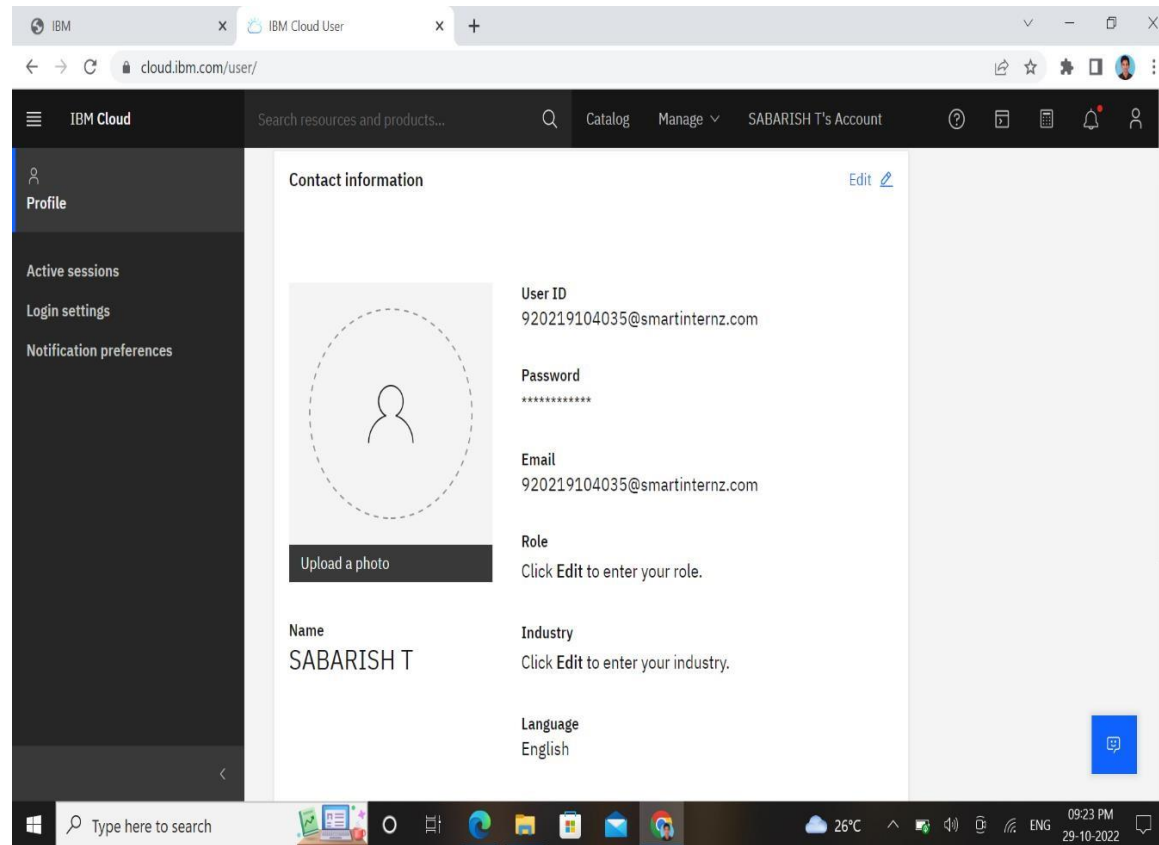 IBM
IBM Cloud User
cloud.ibm.com/user/
IBM Cloud
Search resources and products...
Catalog
Manage
SABARISH T's Account
Profile
Active sessions
Login settings
Notification preferences
Contact information
Edit
User ID
920219104035@smartinternz.com
Password
************
Email
920219104035@smartinternz.com
Upload a photo
Role
Click Edit to enter your role.
Name
SABARISH T
Industry
Click Edit to enter your industry.
Language
English
Type here to search
26°C
ENG
09:23 PM
29-10-2022